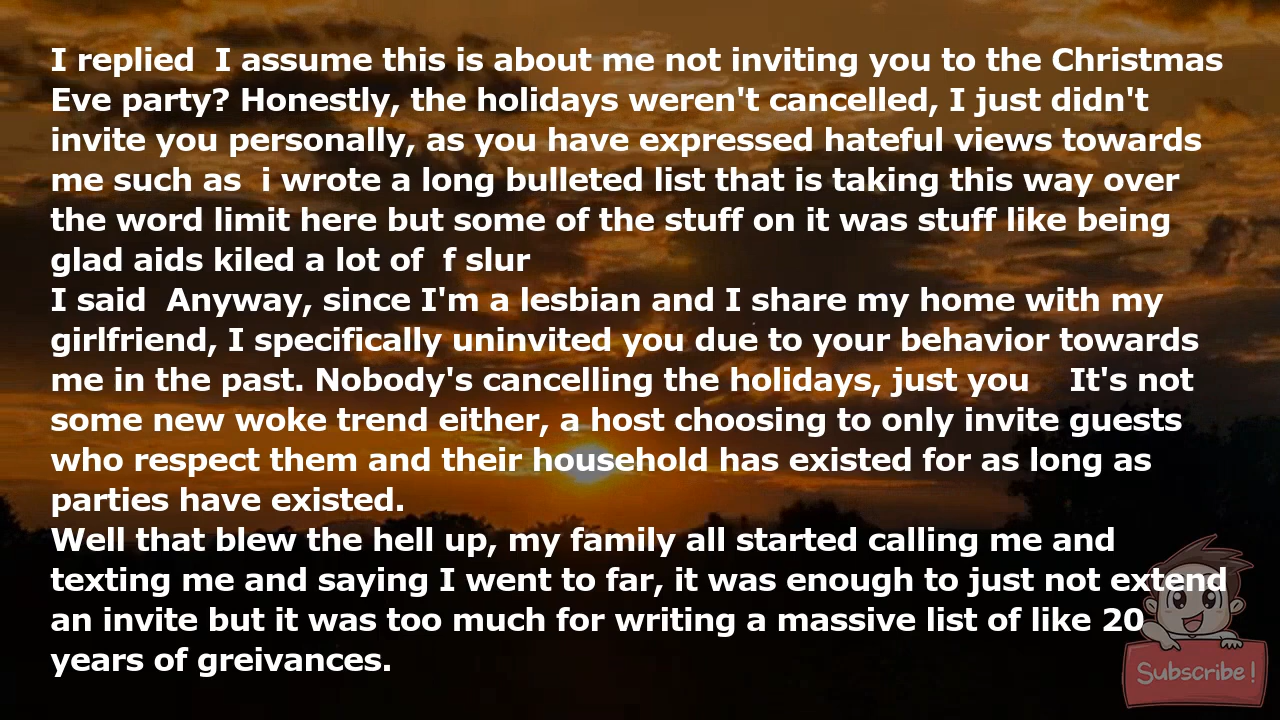 I replied  I assume this is about me not inviting you to the Christmas
Eve party? Honestly, the holidays weren't cancelled, I just didn't
invite you personally, as you have expressed hateful views towards
me such as  i wrote a long bulleted list that is taking this way over
the word limit here but some of the stuff on it was stuff like being
glad aids kiled a lot of  f slur
I said  Anyway, since I'm a lesbian and I share my home with my
girlfriend, I specifically uninvited you due to your behavior towards
me in the past. Nobody's cancelling the holidays, just you    It's not
some new woke trend either, a host choosing to only invite guests
who respect them and their household has existed for as long as
parties have existed.
Well that blew the hell up, my family all started calling me and
texting me and saying I went to far, it was enough to just not extend
an invite but it was too much for writing a massive list of like 20
years of greivances.
Subscribe!